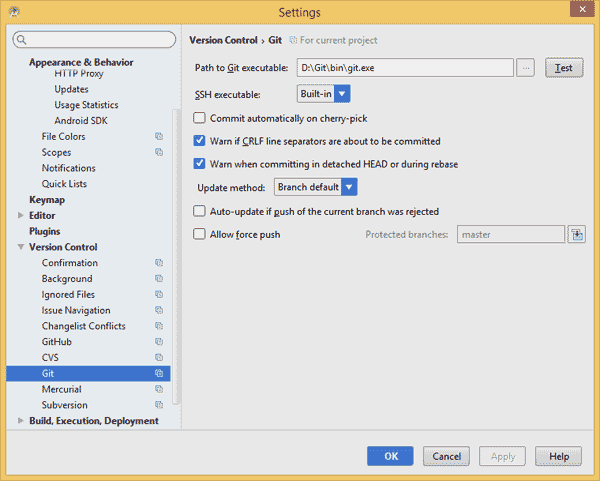 Settings
Appearance & Behavior
HTTP Proxy
Updates
Usage Statistics
Android SDK
File Colors
Scopes
Notifications
Quick Lists
Keymap
Editor
Plugins
Version Control
Confirmation
Background
Ignored Files
Issue Navigation
Changelist Conflicts
GitHub
CVS
Git
Mercurial
Subversion
Build, Execution, Deployment
Version Control › Git For current project
Path to Git executable: D:\Git\bin\git.exe ... Test
SSH executable: Built-in
Commit automatically on cherry-pick
Warn if CRLF line separators are about to be committed
Warn when committing in detached HEAD or during rebase
Update method: Branch default
Auto-update if push of the current branch was rejected
Allow force push Protected branches: master
OK Cancel Apply Help